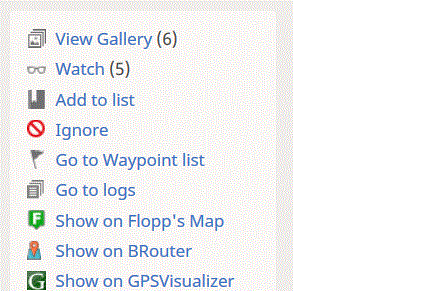 View Gallery (6)
Watch (5)
Add to list
Ignore
Go to Waypoint list
Go to logs
Show on Flopp's Map
Show on BRouter
Show on GPSVisualizer